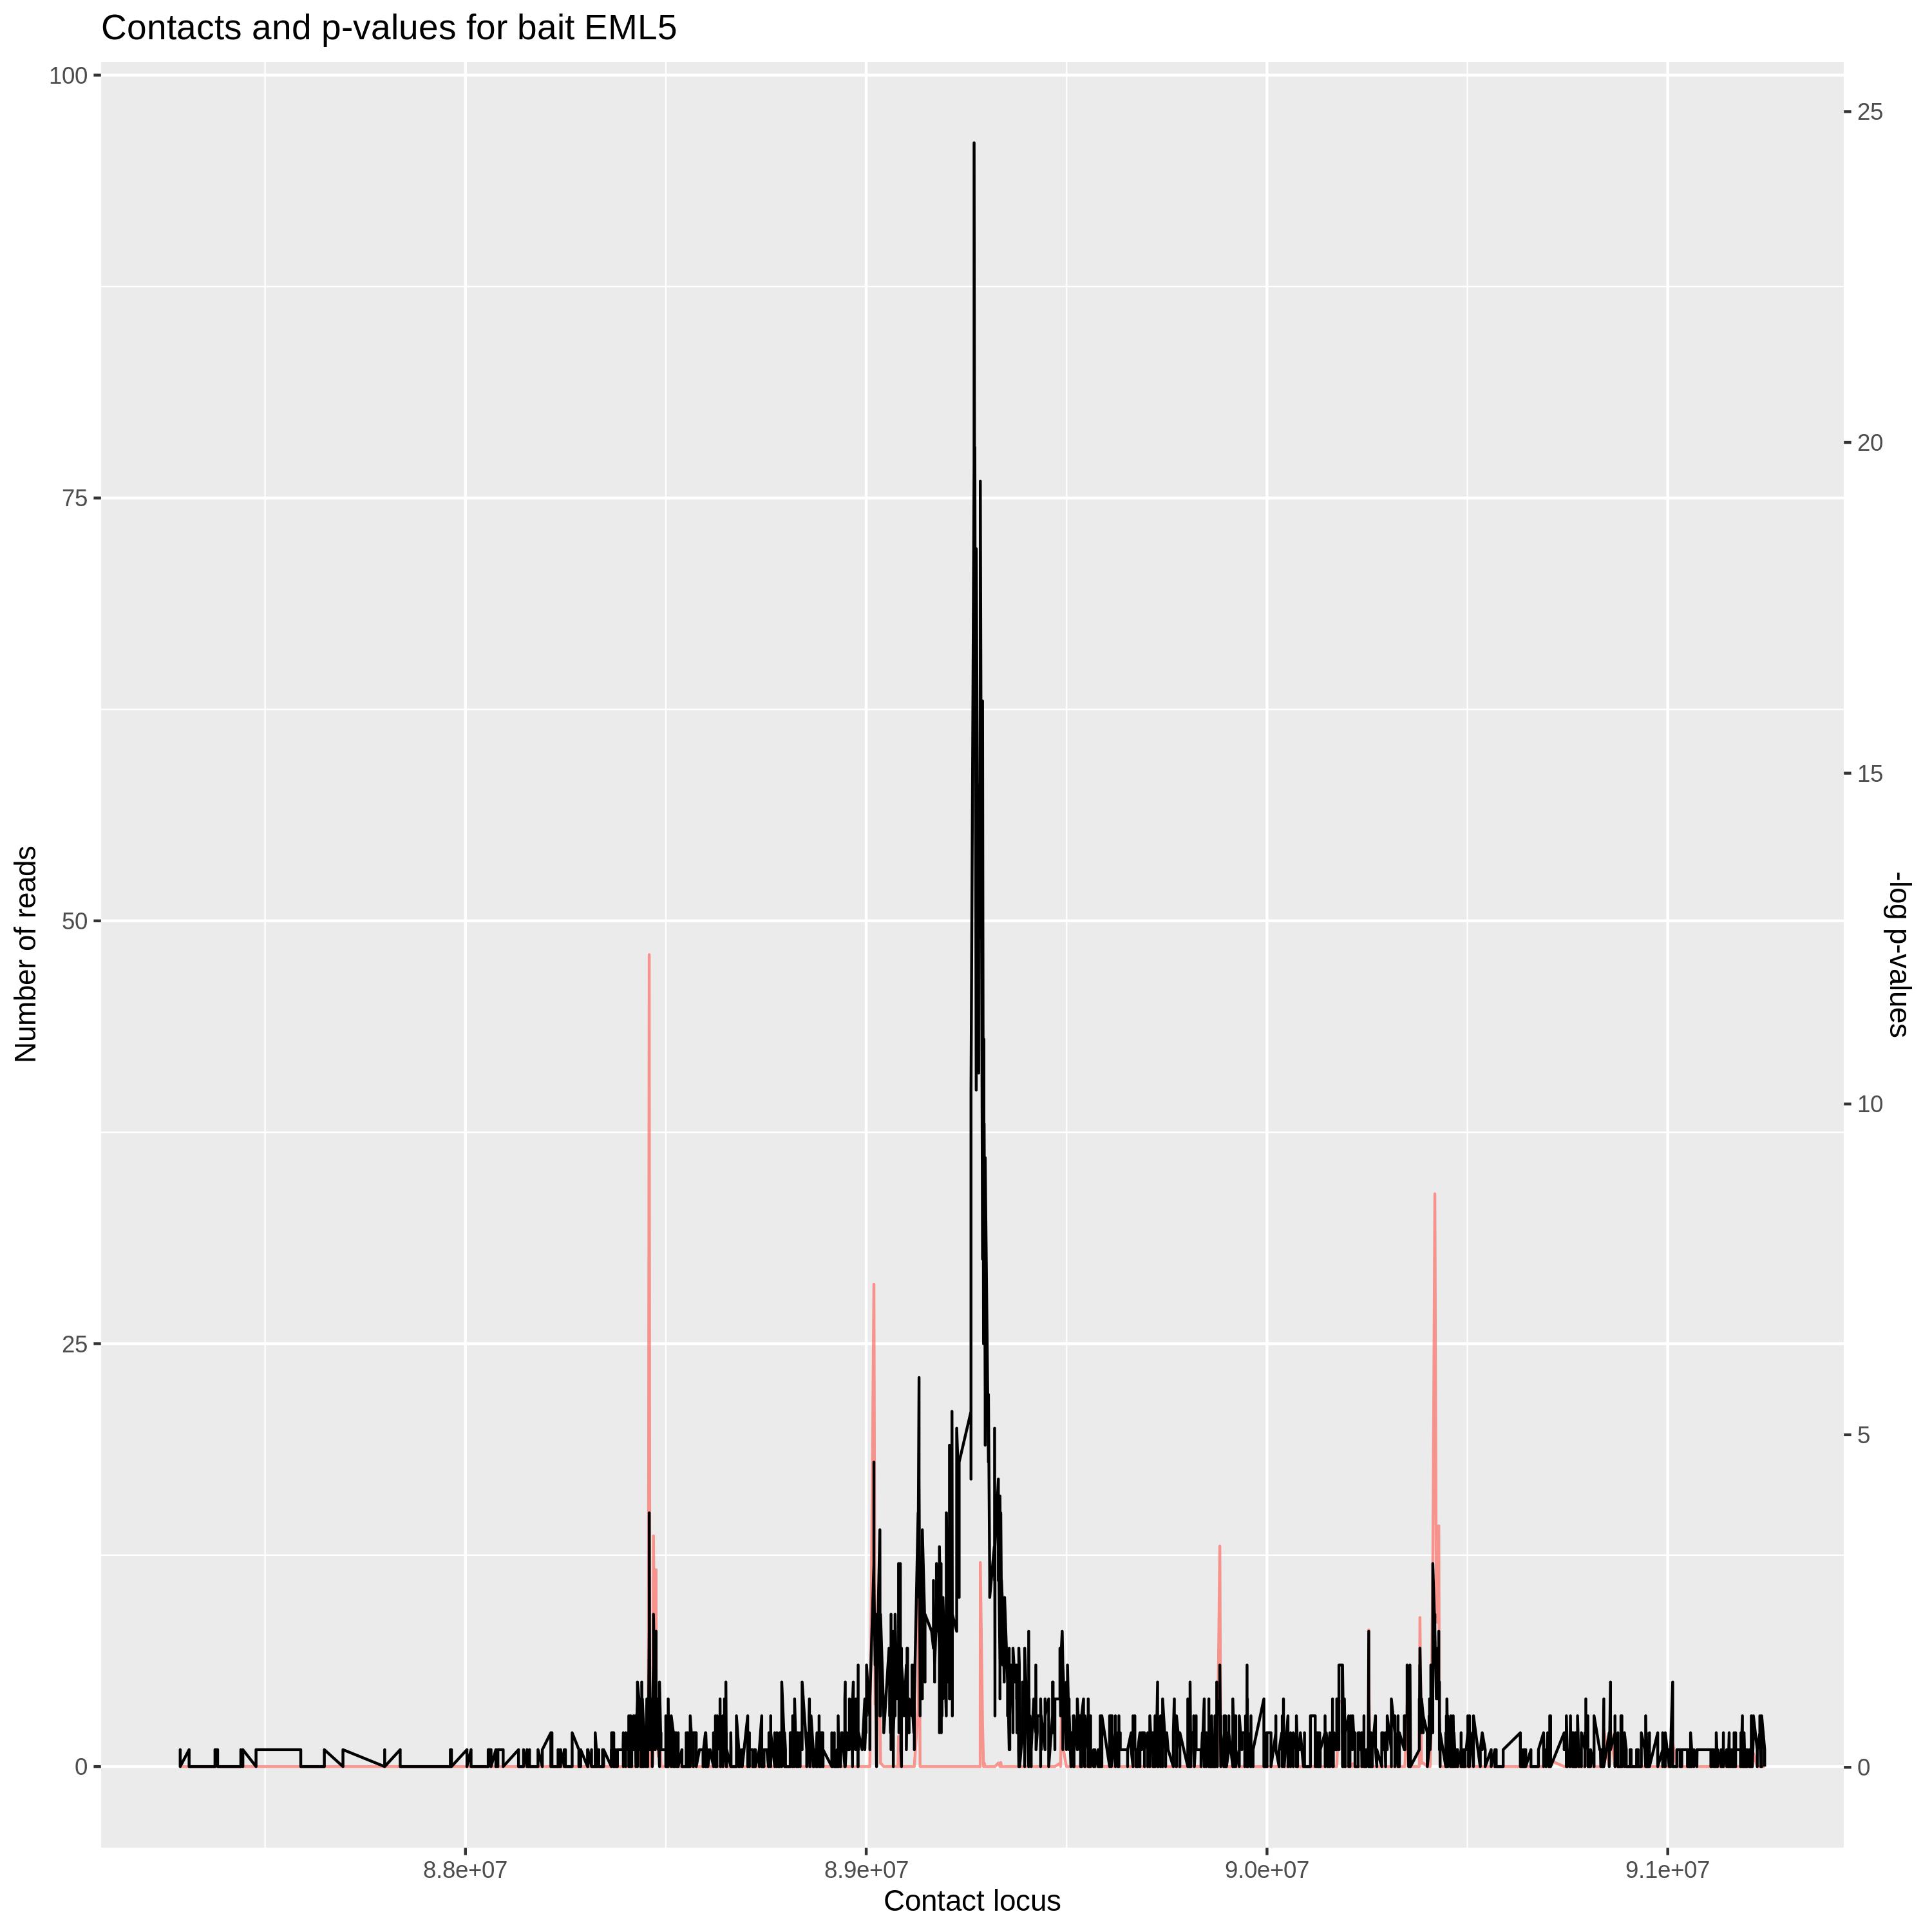 Contacts and p-values for bait EML5
100
75
50
25
0
Number of reads
25
20
15
10
5
0
-log p-values
8.8e+07
8.9e+07
9.0e+07
9.1e+07
Contact locus